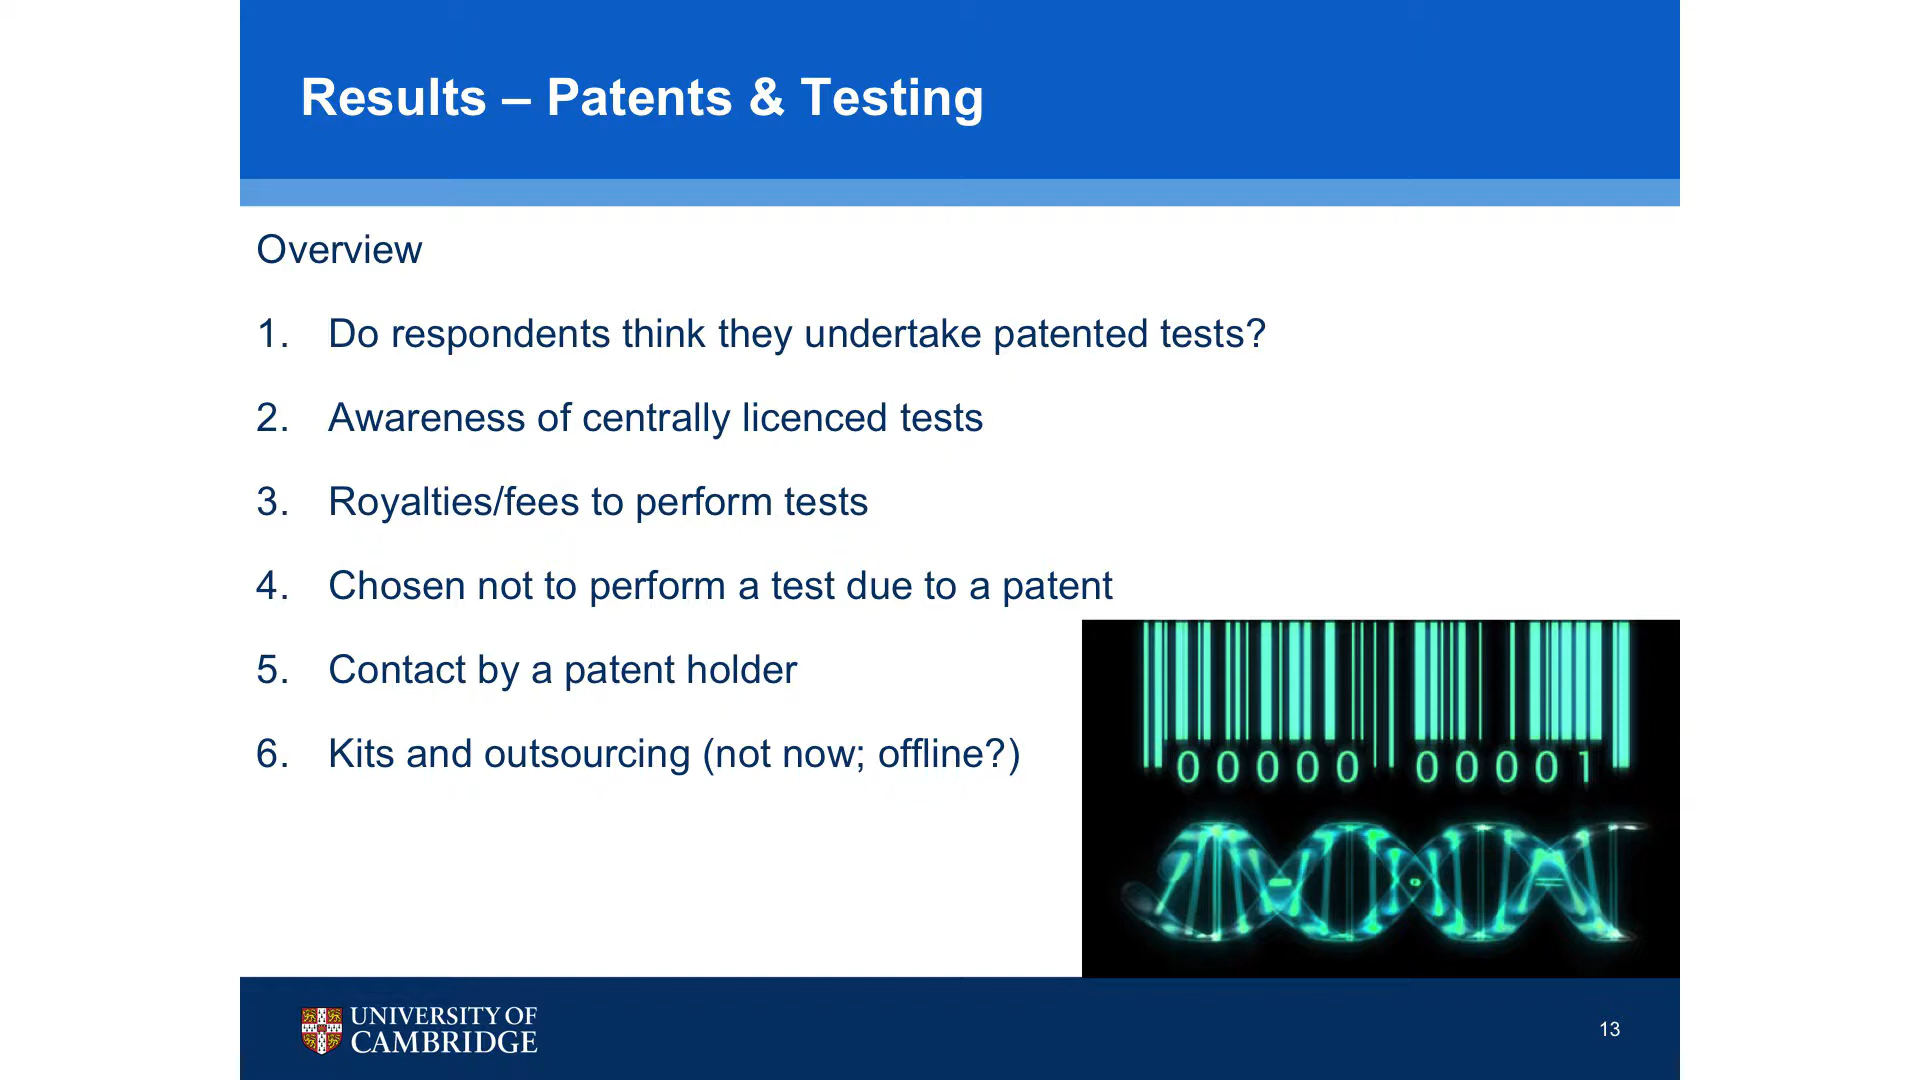 Results – Patents & Testing
Overview
1. Do respondents think they undertake patented tests?
2. Awareness of centrally licenced tests
3. Royalties/fees to perform tests
4. Chosen not to perform a test due to a patent
5. Contact by a patent holder
6. Kits and outsourcing (not now; offline?)
00000 00001
UNIVERSITY OF
CAMBRIDGE
13